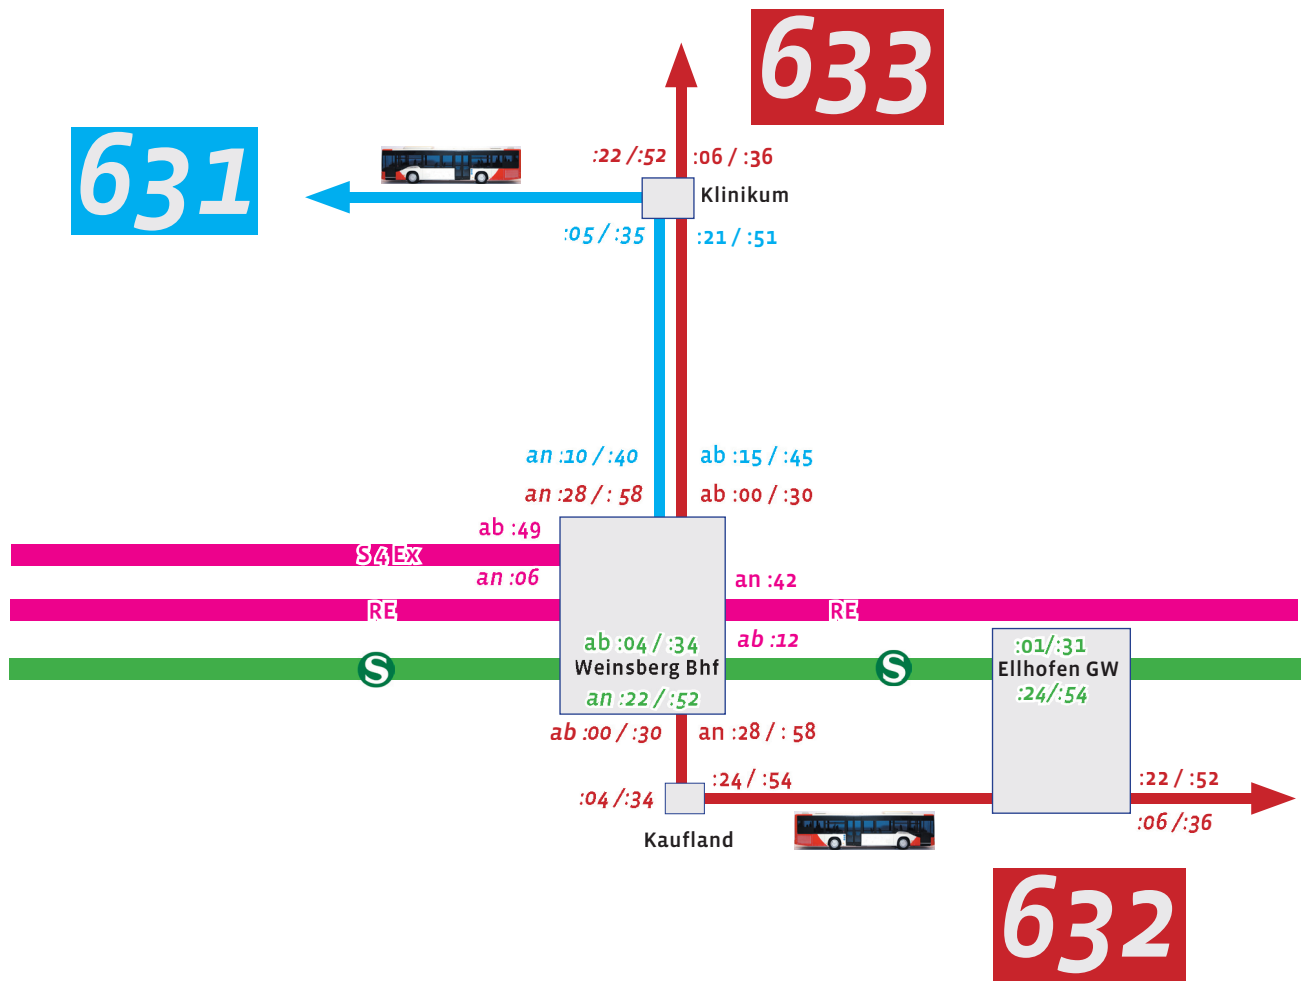 633
631
:22 /:52
:06 / :36
Klinikum
:05 / :35
:21 / :51
an :10 / :40
ab :15 / :45
an :28 / : 58
ab :00 / :30
ab :49
S 4 Ex
an :06
an :42
RE
RE
ab :12
ab :04 / :34
Weinsberg Bhf
an :22 / :52
S
S
:01/:31
Ellhofen GW
:24/:54
ab :00 / :30
an :28 / : 58
:24 / :54
:04 /:34
:22 / :52
:06 /:36
Kaufland
632